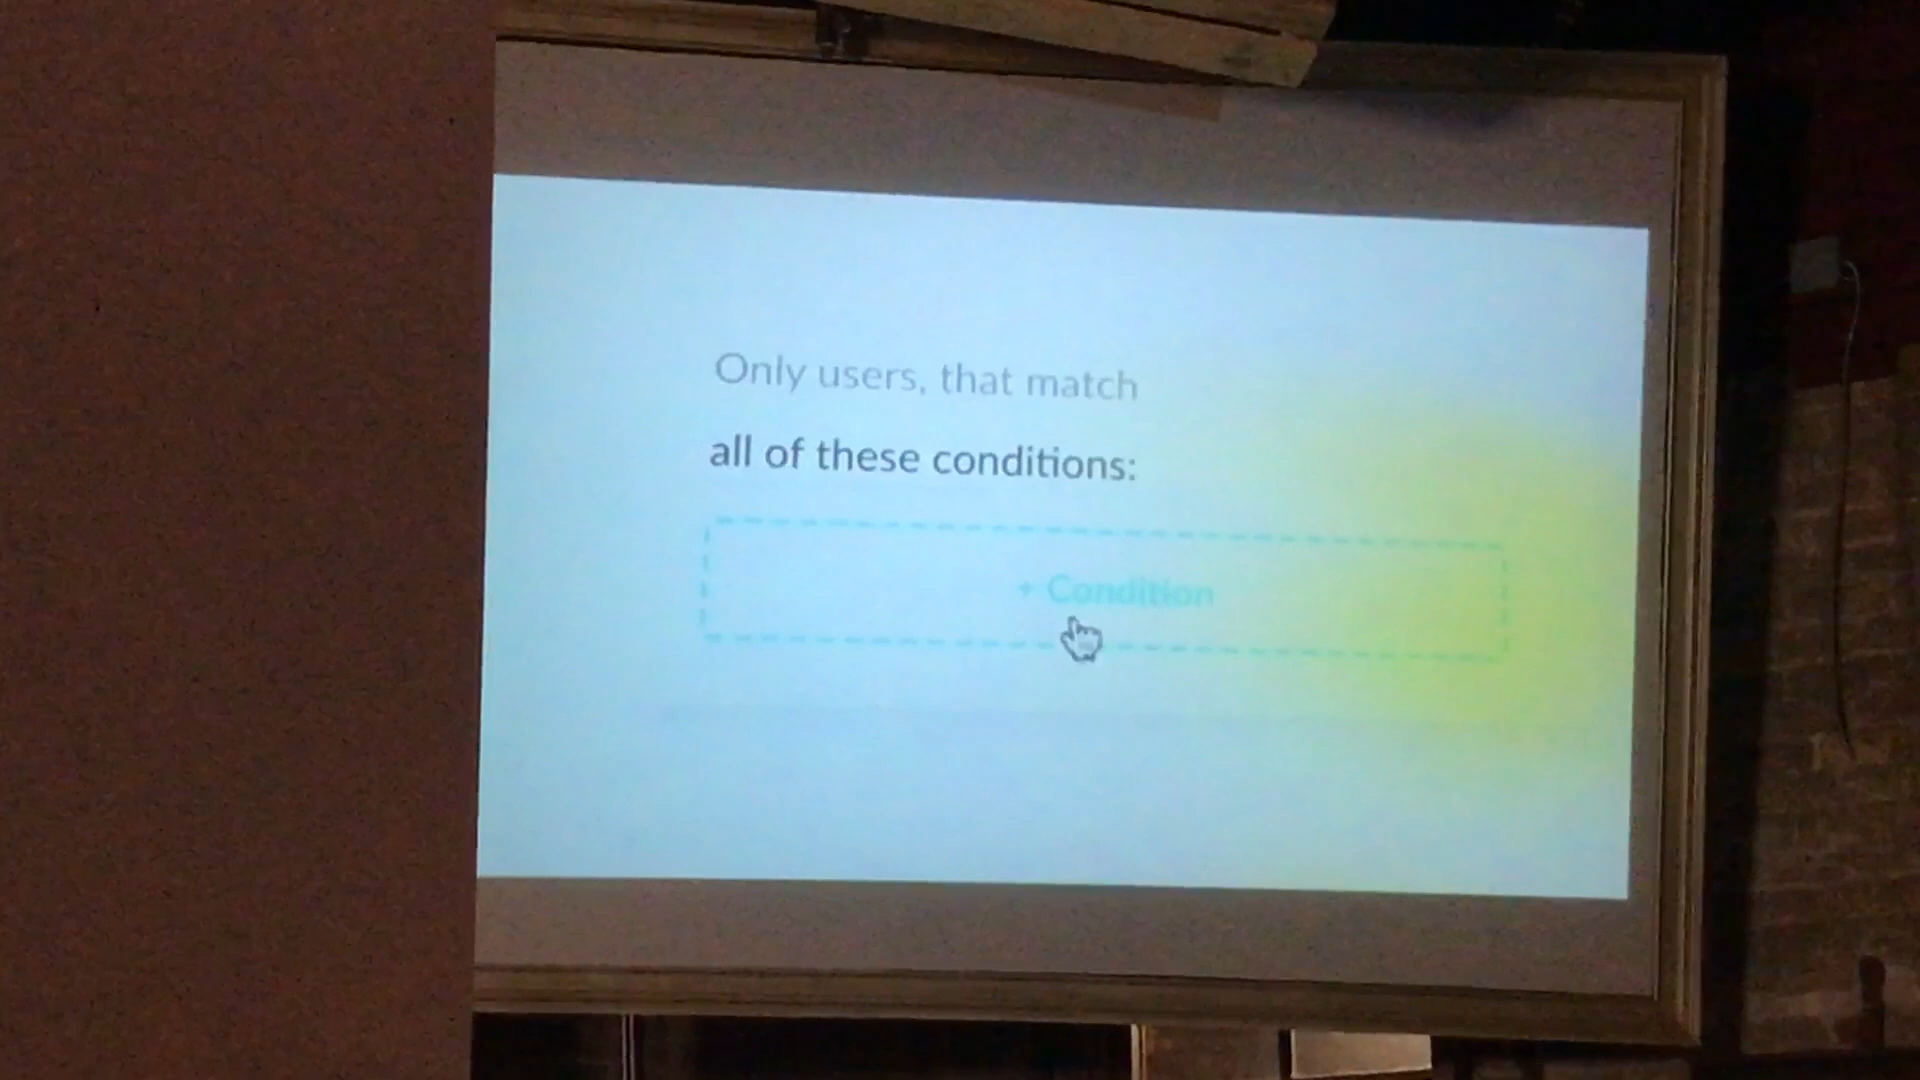 Only users, that match
all of these conditions:
+ Condition